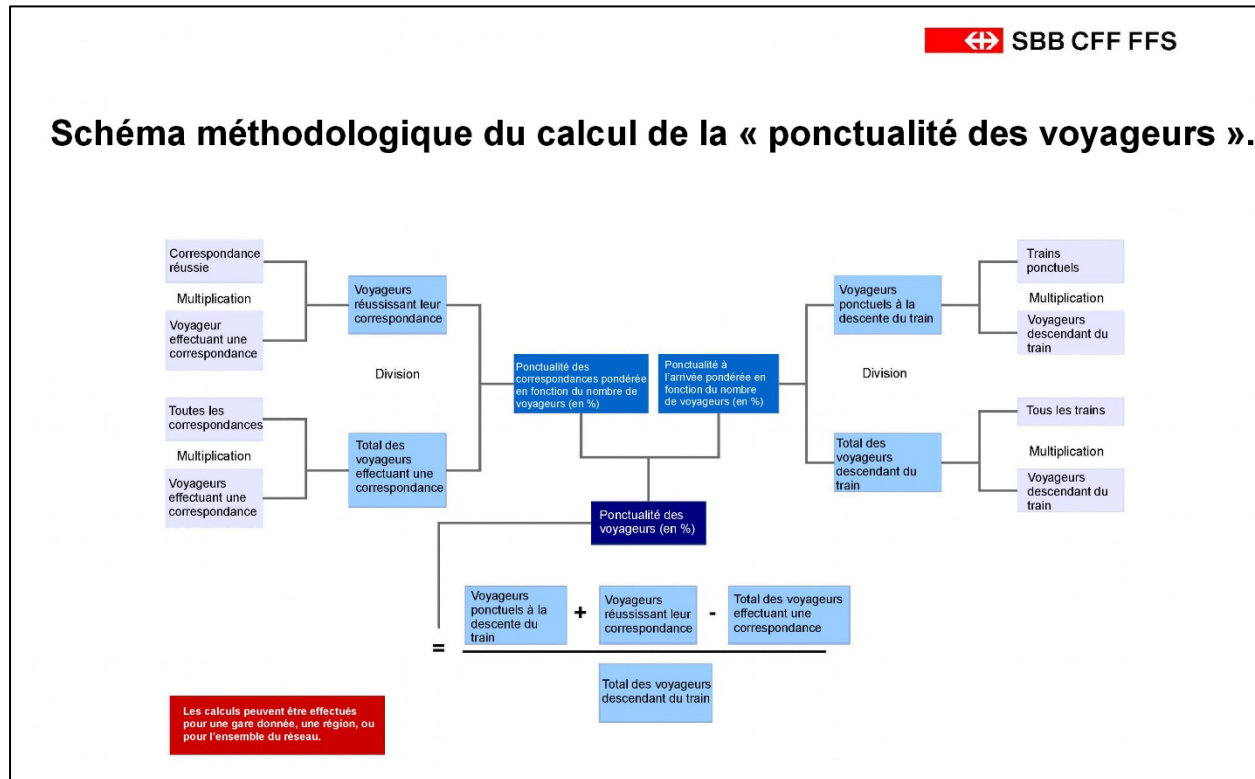 SBB CFF FFS
Schéma méthodologique du calcul de la « ponctualité des voyageurs ».
Correspondance
réussie
Multiplication
Voyageur
effectuant une
correspondance
Toutes les
correspondances
Multiplication
Voyageurs
effectuant une
correspondance
Voyageurs
réussissant leur
correspondance
Division
Total des
voyageurs
effectuant une
correspondance
Ponctualité des
correspondances pondérée
en fonction du nombre de
voyageurs (en %)
Ponctualité à
l'arrivée pondérée en
fonction du nombre
de voyageurs (en %)
Voyageurs
ponctuels à la
descente du train
Division
Total des
voyageurs
descendant du
train
Trains
ponctuels
Multiplication
Voyageurs
descendant du
train
Tous les trains
Multiplication
Voyageurs
descendant du
train
Ponctualité des
voyageurs (en %)
=
Voyageurs
ponctuels à la
descente du
train
+
Voyageurs
réussissant leur
correspondance
-
Total des voyageurs
effectuant une
correspondance
Total des voyageurs
descendant du train
Les calculs peuvent être effectués
pour une gare donnée, une région, ou
pour l'ensemble du réseau.